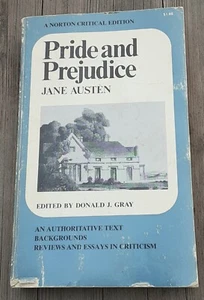 A NORTON CRITICAL EDITION
Pride and
Prejudice
JANE AUSTEN
EDITED BY DONALD J. GRAY
AN AUTHORITATIVE TEXT
BACKGROUNDS
REVIEWS AND ESSAYS IN CRITICISM